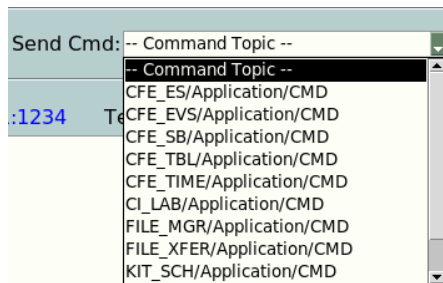 Send Cmd: -- Command Topic --
-- Command Topic --
CFE_ES/Application/CMD
CFE_EVS/Application/CMD
:1234 Te
CFE_SB/Application/CMD
CFE_TBL/Application/CMD
CFE_TIME/Application/CMD
CI_LAB/Application/CMD
FILE_MGR/Application/CMD
FILE_XFER/Application/CMD
KIT_SCH/Application/CMD